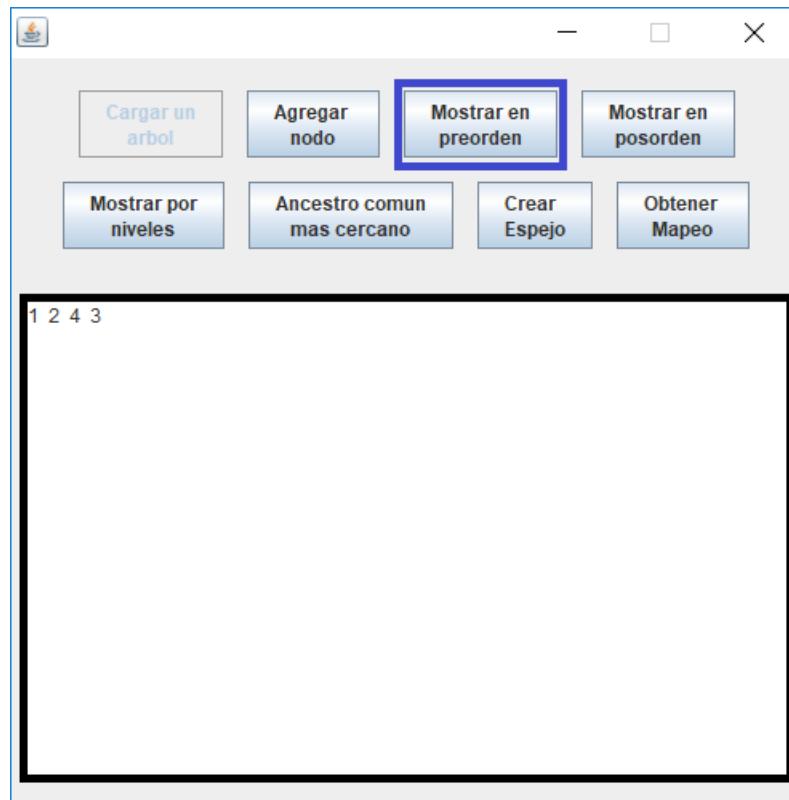 Cargar un
arbol
Agregar
nodo
Mostrar en
preorden
Mostrar en
posorden
Mostrar por
niveles
Ancestro comun
mas cercano
Crear
Espejo
Obtener
Mapeo
1 2 4 3